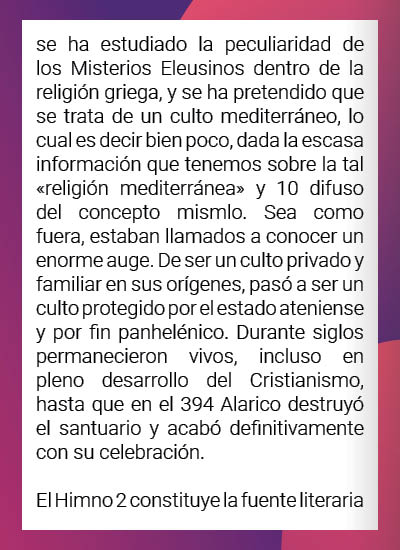 se ha estudiado la peculiaridad de
los Misterios Eleusinos dentro de la
religión griega, y se ha pretendido que
se trata de un culto mediterráneo, lo
cual es decir bien poco, dada la escasa
información que tenemos sobre la tal
«religión mediterránea» y 10 difuso
del concepto mismlo. Sea como
fuera, estaban llamados a conocer un
enorme auge. De ser un culto privado y
familiar en sus orígenes, pasó a ser un
culto protegido por el estado ateniense
y por fin panhelénico. Durante siglos
permanecieron vivos, incluso en
pleno desarrollo del Cristianismo,
hasta que en el 394 Alarico destruyó
el santuario y acabó definitivamente
con su celebración.
El Himno 2 constituye la fuente literaria